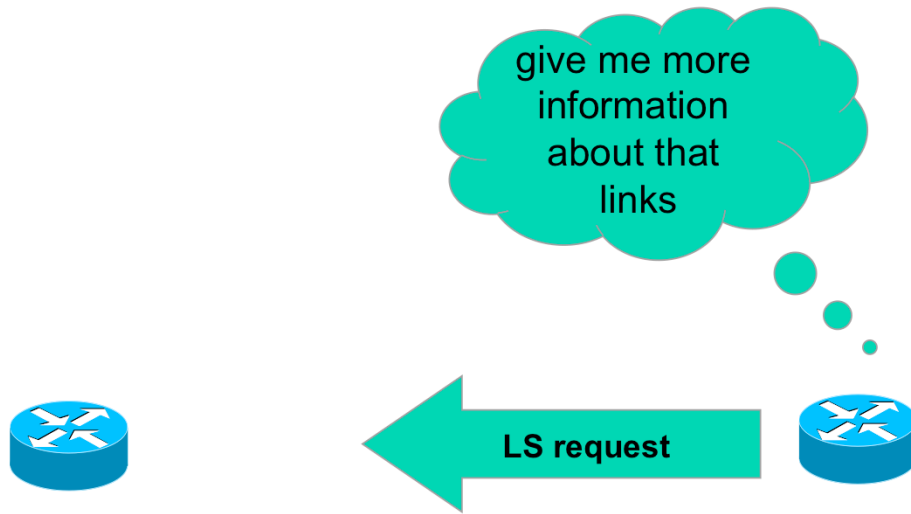 give me more
information
about that
links
LS request